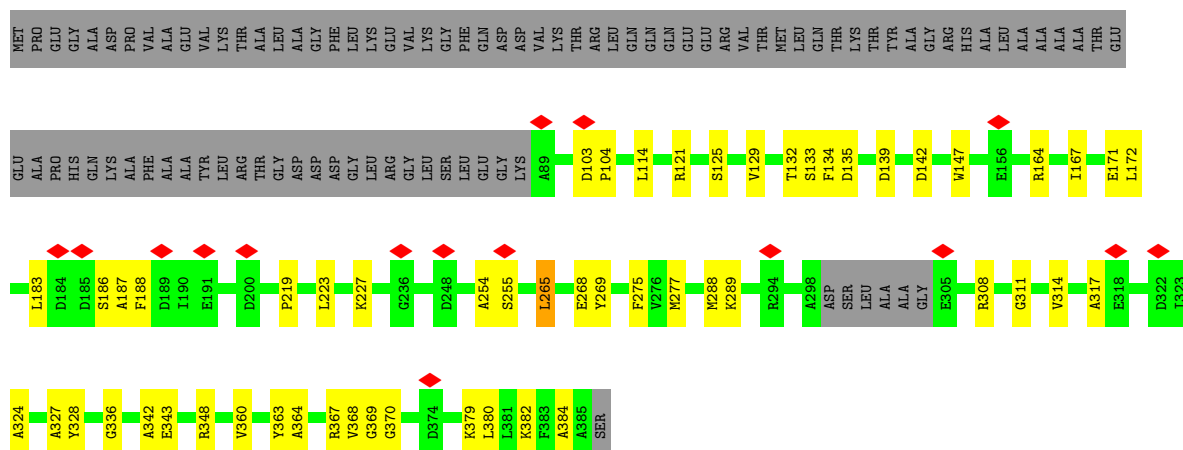 MET PRO GLU GLY ALA ASP PRO VAL ALA GLU VAL LYS THR ALA LEU ALA GLY PHE LEU LYS GLU VAL LYS GLY PHE GLN ASP ASP VAL LYS THR ARG LEU GLN GLN GLN GLU GLU ARG VAL THR MET LEU GLN THR LYS THR TYR ALA GLY ARG HIS ALA LEU ALA ALA ALA ALA THR GLU
GLU ALA PRO HIS GLN LYS ALA PHE ALA ALA TYR LEU ARG THR GLY ASP ASP ASP GLY LEU ARG GLY LEU SER LEU GLU GLY LYS A89 D103 P104 L114 R121 S125 V129 T132 S133 F134 D135 D139 D142 W147 E156 R164 I167 E171 L172
L183 D184 D185 S186 A187 F188 D189 I190 E191 D200 P219 L223 K227 G236 D248 A254 S255 L265 E268 Y269 F275 V276 M277 M288 K289 R294 A298 ASP SER LEU ALA ALA GLY E305 R308 G311 V314 A317 E318 D322 I323
A324 A327 Y328 G336 A342 E343 R348 V360 Y363 A364 R367 V368 G369 G370 D374 K379 L380 L381 K382 F383 A384 A385 SER